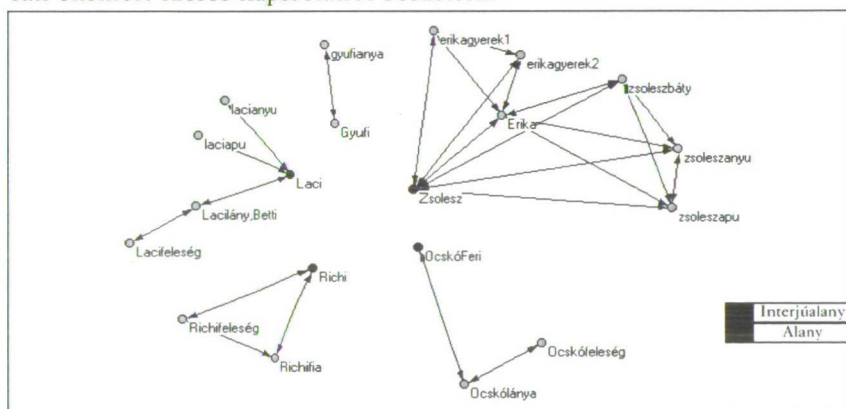 gyufianya
erikagyerek1
erikagyerek2
zsoleszbáty
lacianyu
Gyufi
Erika
laciapu
zsoleszanyu
Laci
Zsolesz
Lacilány,Betti
zsoleszapu
Lacifeleség
OcskóFeri
Richi
Interjúalany
Alany
Richifeleség
Ocskófeleség
Richifia
Ocskólánya